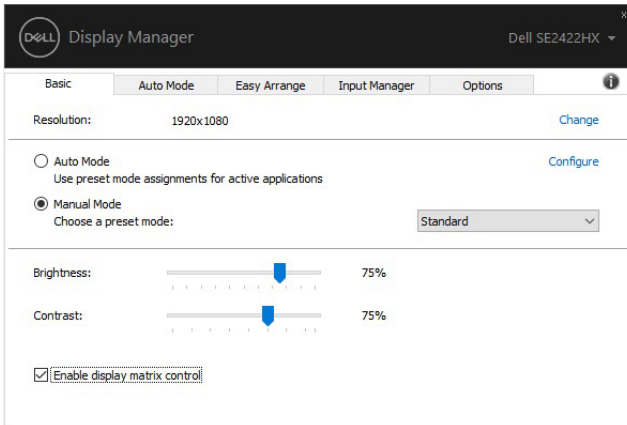 DELL Display Manager
Dell SE2422HX
x
Basic Auto Mode Easy Arrange Input Manager Options i
Resolution: 1920x1080 Change
Auto Mode Configure
Use preset mode assignments for active applications
Manual Mode
Choose a preset mode: Standard
Brightness: 75%
Contrast: 75%
Enable display matrix control